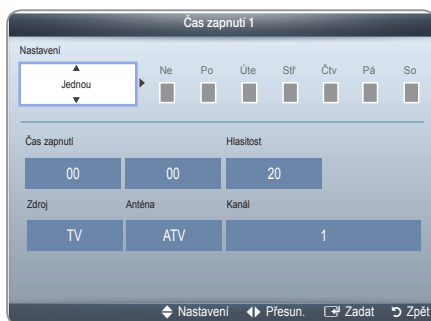 Čas zapnutí 1
Nastavení
Jednou
Ne Po Úte Stř Čtv Pá So
Čas zapnutí Hlasitost
00 00 20
Zdroj Anténa Kanál
TV ATV 1
Nastavení Přesun. Zadat Zpět